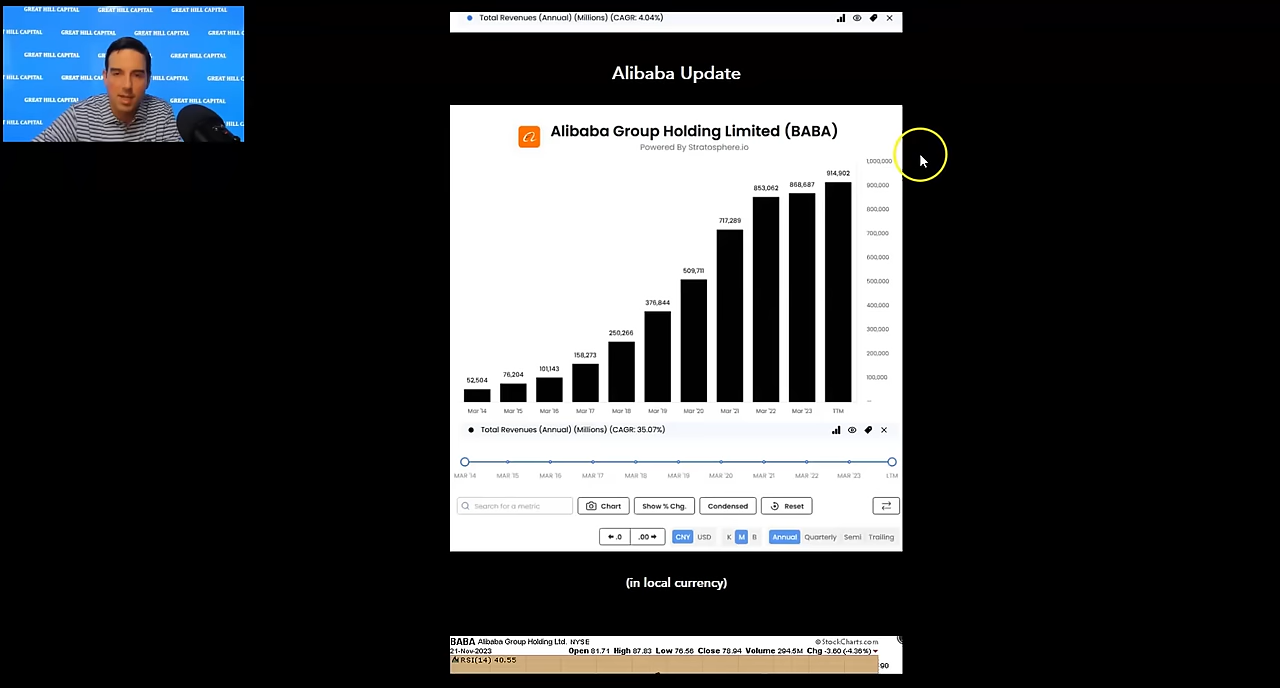 Total Revenues (Annual) (Millions) (CAGR: 4.04%)
GREAT HILL CAPITAL
Alibaba Update
Alibaba Group Holding Limited (BABA)
Powered By Stratosphere.io
1,000,000
914,902
900,000
853,062
868,687
800,000
717,289
700,000
600,000
509,711
500,000
376,844
400,000
300,000
250,266
200,000
158,273
101,143
76,204
52,504
100,000
Mar '14 Mar '15 Mar '16 Mar '17 Mar '18 Mar '19 Mar '20 Mar '21 Mar '22 Mar '23 TTM
Total Revenues (Annual) (Millions) (CAGR: 35.07%)
MAR '14 MAR '15 MAR '16 MAR '17 MAR '18 MAR '19 MAR '20 MAR '21 MAR '22 MAR '23 LTM
Search for a metric Chart Show % Chg. Condensed Reset
.0 .00 CNY USD K M B Annual Quarterly Semi Trailing
(in local currency)
BABA Alibaba Group Holding Ltd. NYSE © StockCharts.com
21-Nov-2023 Open 81.71 High 87.83 Low 76.56 Close 78.94 Volume 294.5M Chg -3.60 (-4.36%)
RSI(14) 40.55
90